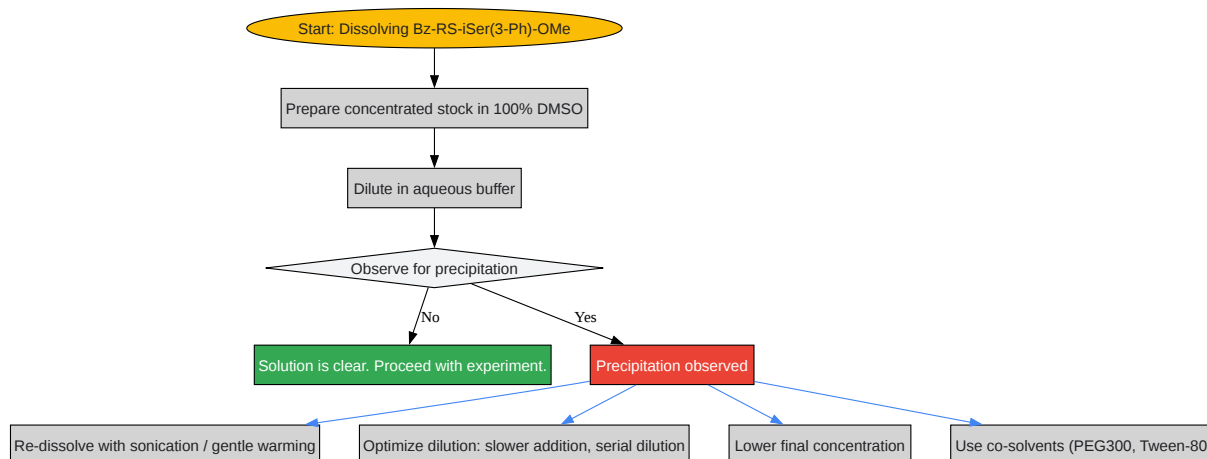 Start: Dissolving Bz-RS-iSer(3-Ph)-OMe
Prepare concentrated stock in 100% DMSO
Dilute in aqueous buffer
Observe for precipitation
No
Yes
Solution is clear. Proceed with experiment.
Precipitation observed
Re-dissolve with sonication / gentle warming
Optimize dilution: slower addition, serial dilution
Lower final concentration
Use co-solvents (PEG300, Tween-80